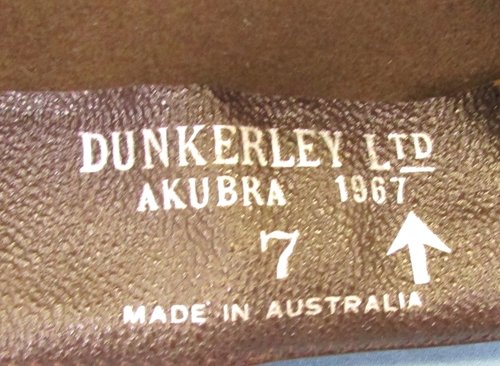 DUNKERLEY LTD
AKUBRA 1967
7
MADE IN AUSTRALIA